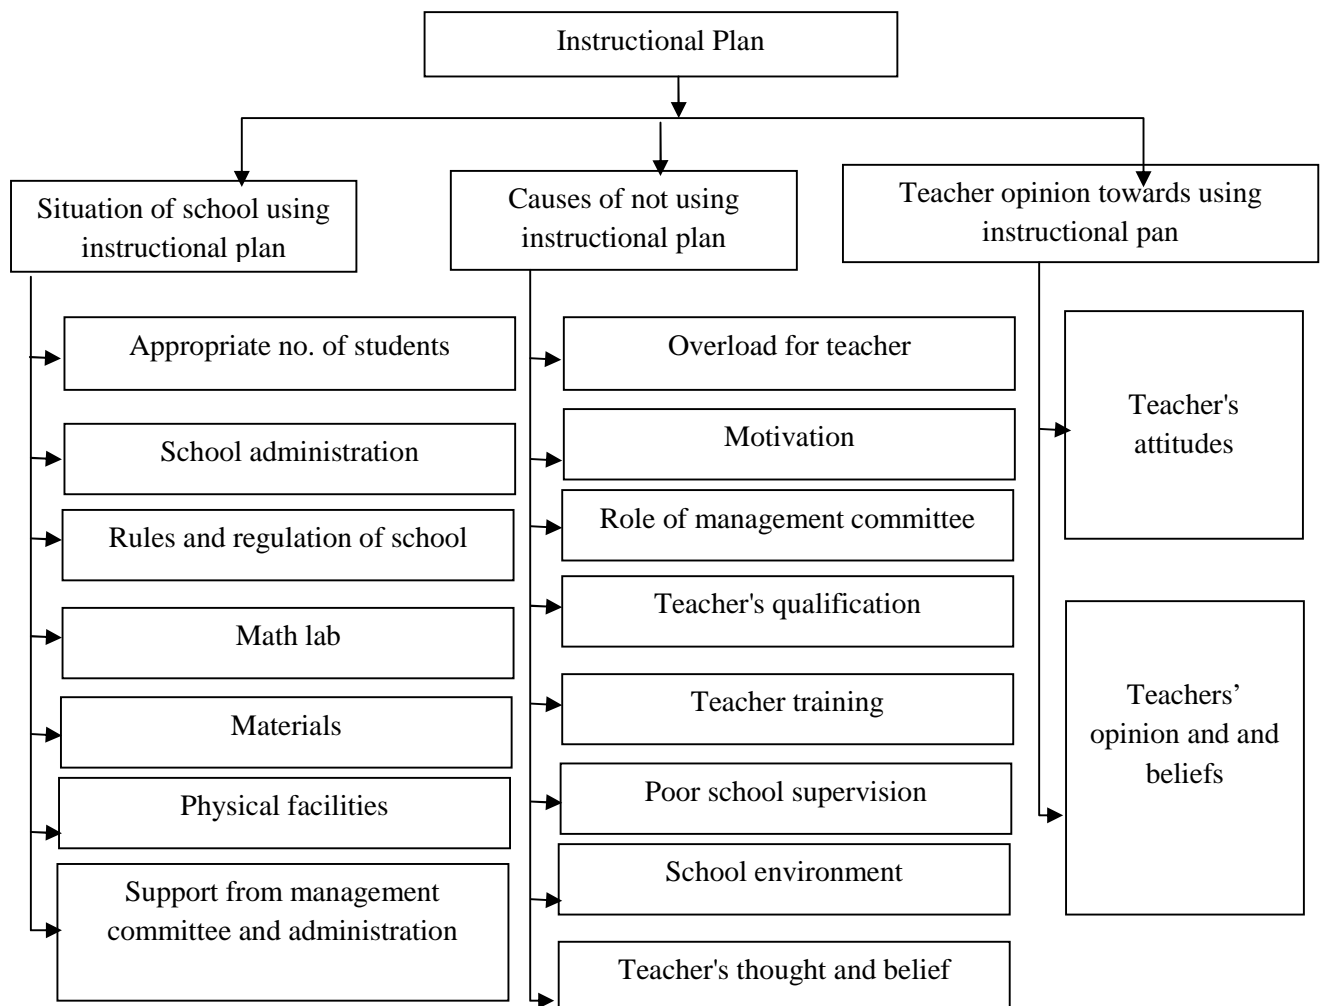 Instructional Plan
Situation of school using
instructional plan
Causes of not using
instructional plan
Teacher opinion towards using
instructional pan
Appropriate no. of students
School administration
Rules and regulation of school
Math lab
Materials
Physical facilities
Support from management
committee and administration
Overload for teacher
Motivation
Role of management committee
Teacher's qualification
Teacher training
Poor school supervision
School environment
Teacher's thought and belief
Teacher's
attitudes
Teachers’
opinion and and
beliefs